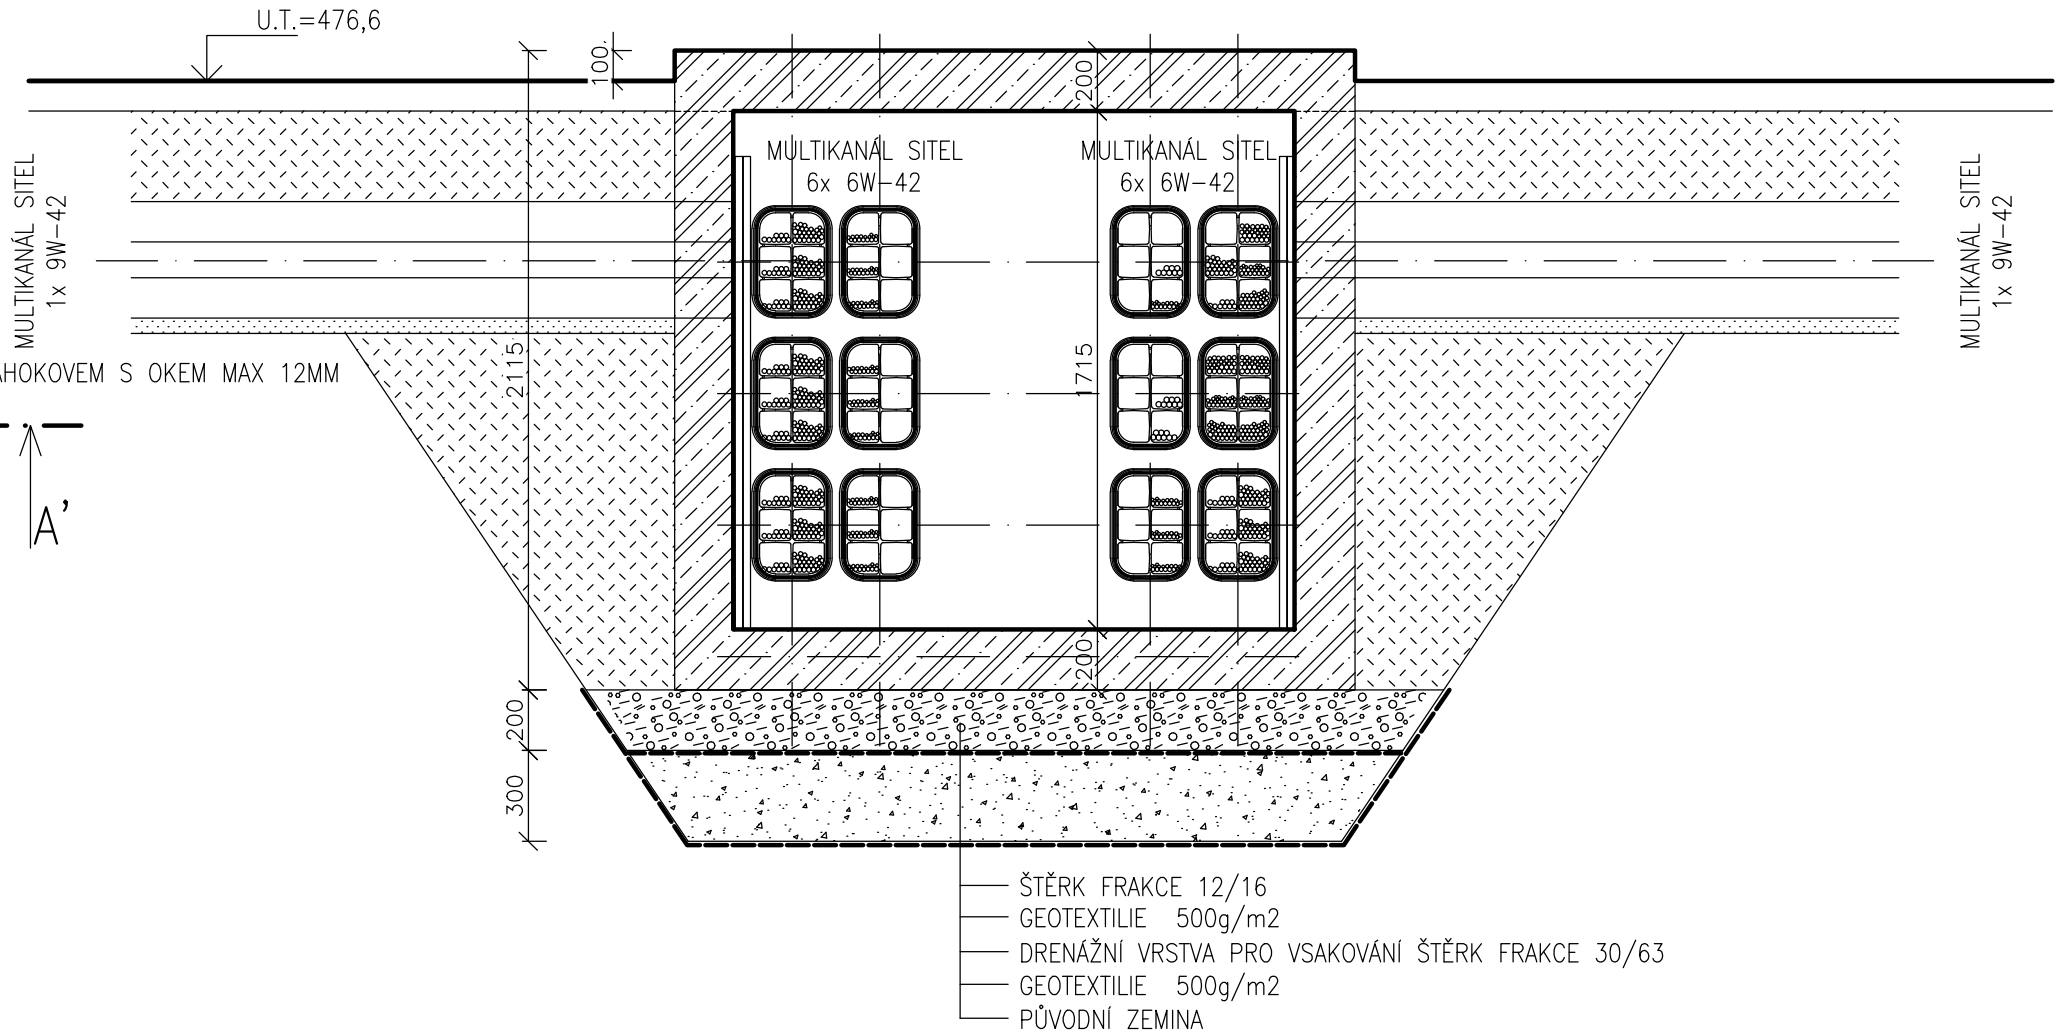 U.T.=476,6
100
200
MULTIKANÁL SITEL
6x 6W-42
MULTIKANÁL SITEL
6x 6W-42
MULTIKANÁL SITEL
1x 9W-42
MULTIKANÁL SITEL
1x 9W-42
AHOKOVEM S OKEM MAX 12MM
2115
1715
A'
200
200
300
ŠTĚRK FRAKCE 12/16
GEOTEXTILIE 500g/m2
DRENÁŽNÍ VRSTVA PRO VSAKOVÁNÍ ŠTĚRK FRAKCE 30/63
GEOTEXTILIE 500g/m2
PŮVODNÍ ZEMINA